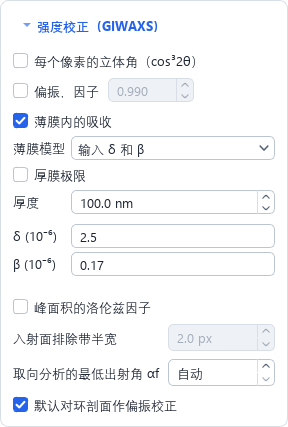 强度校正（GIWAXS）
每个像素的立体角（cos³2θ）
偏振．因子 0.990
薄膜内的吸收
薄膜模型 输入 δ 和 β
厚膜极限
厚度 100.0 nm
δ (10⁻⁶) 2.5
β (10⁻⁶) 0.17
峰面积的洛伦兹因子
入射面排除带半宽 2.0 px
取向分析的最低出射角 αf 自动
默认对环剖面作偏振校正